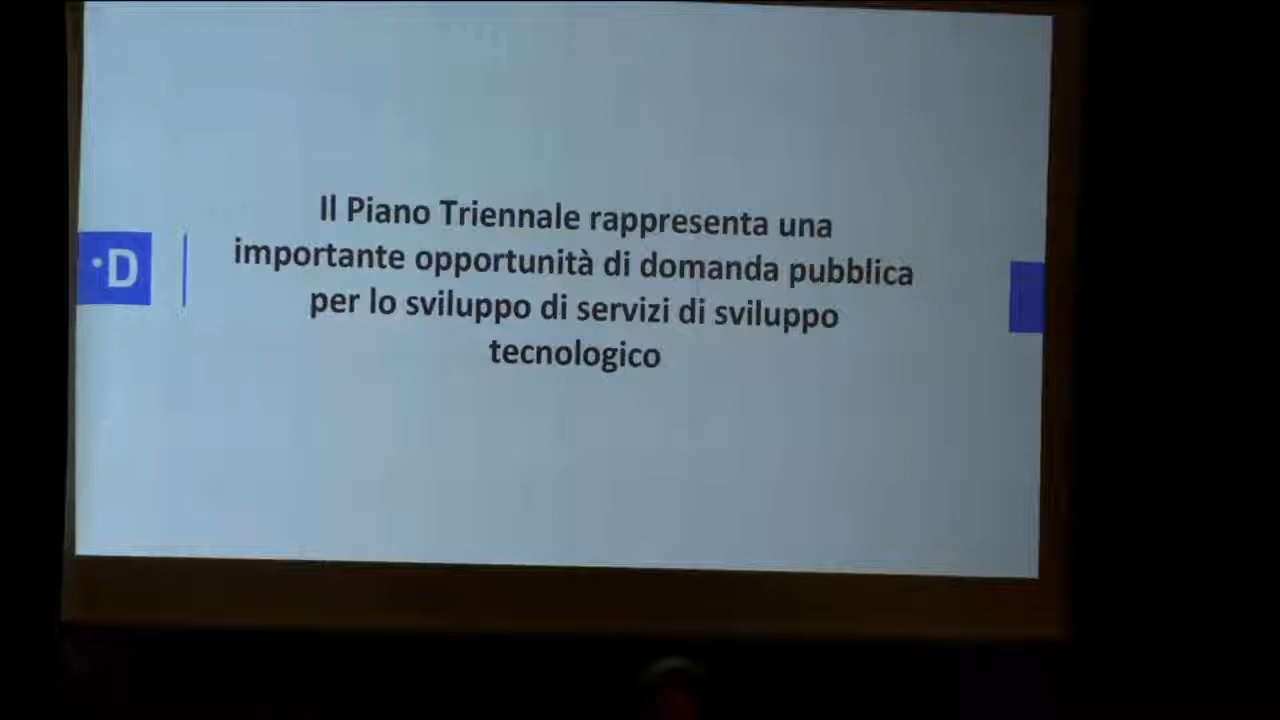 Il Piano Triennale rappresenta una
importante opportunità di domanda pubblica
per lo sviluppo di servizi di sviluppo
tecnologico
·D